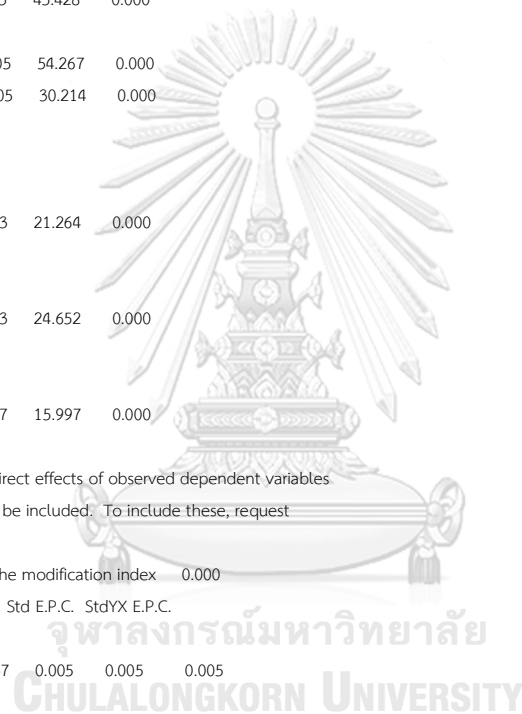 45.428 0.000
05 54.267 0.000
05 30.214 0.000
3 21.264 0.000
3 24.652 0.000
7 15.997 0.000
direct effects of observed dependent variables
be included. To include these, request
he modification index 0.000
Std E.P.C. StdYX E.P.C.
จุฬาลงกรณ์มหาวิทยาลัย
7 0.005 0.005 0.005
CHULALONGKORN UNIVERSITY